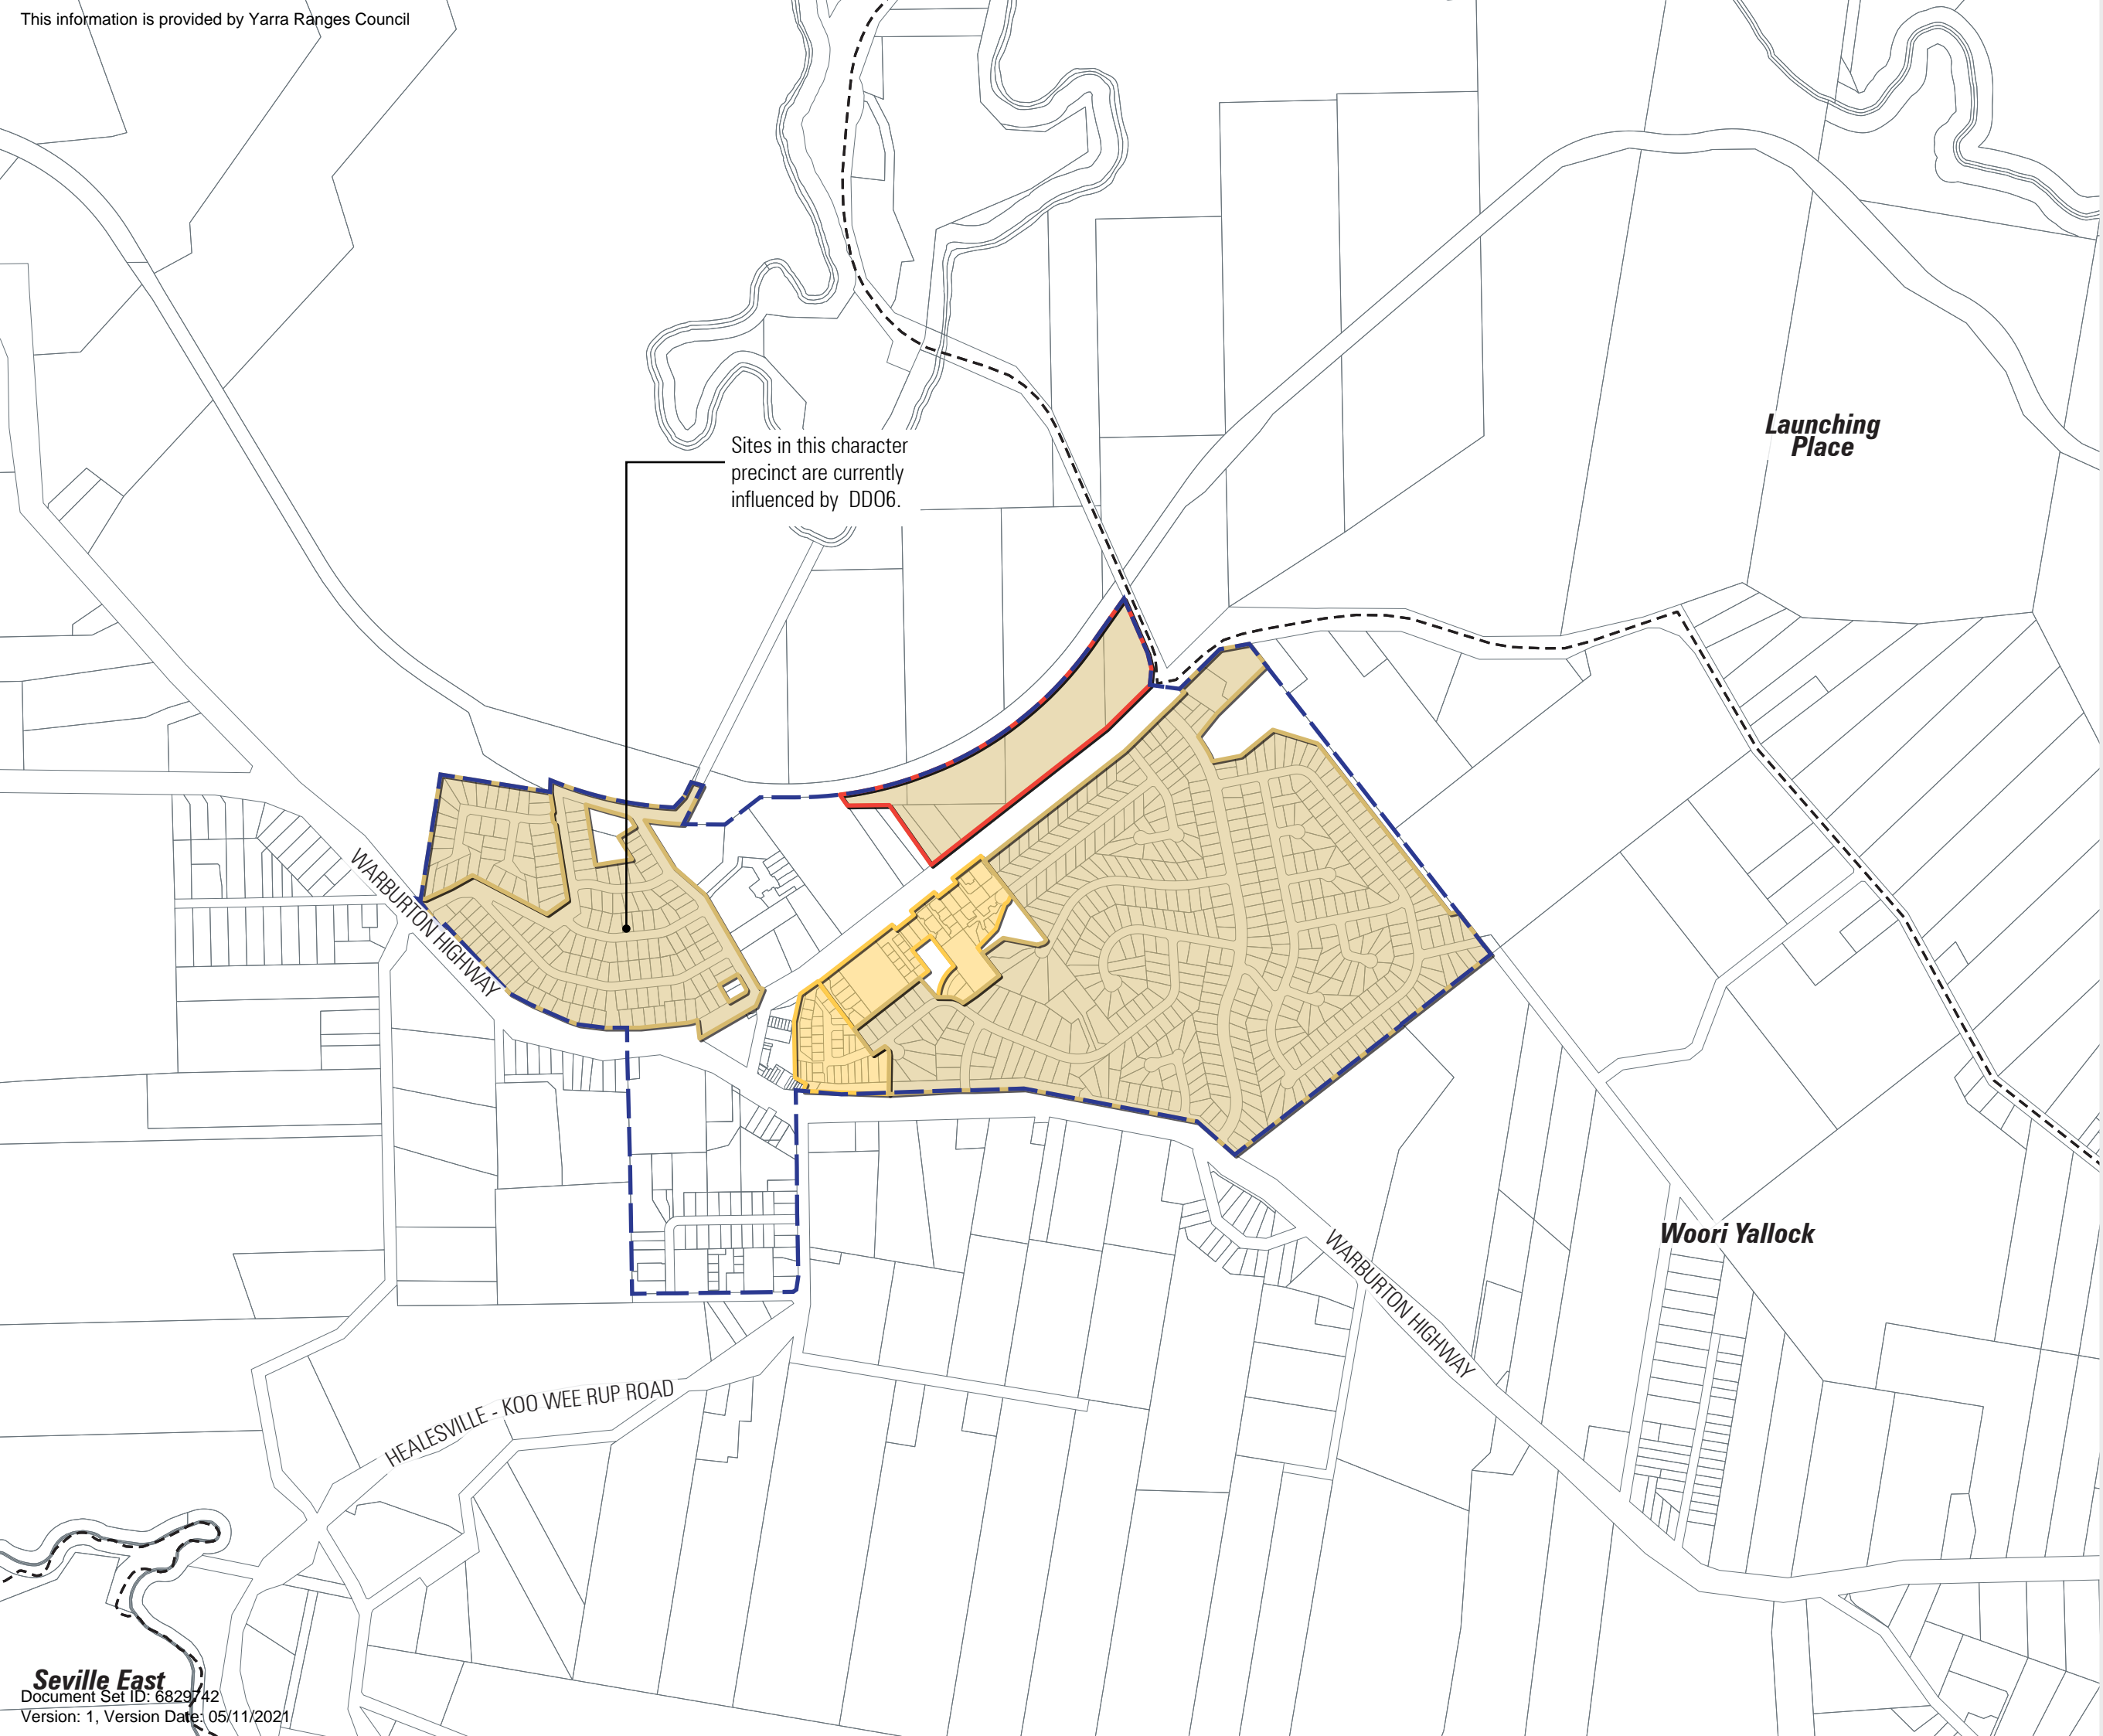 This information is provided by Yarra Ranges Council
Launching
Place
Sites in this character
precinct are currently
influenced by DDO6.
WARBURTON HIGHWAY
Woori Yallock
WARBURTON HIGHWAY
HEALESVILLE - KOO WEE RUP ROAD
Seville East
Document Set ID: 6829742
Version: 1, Version Date: 05/11/2021